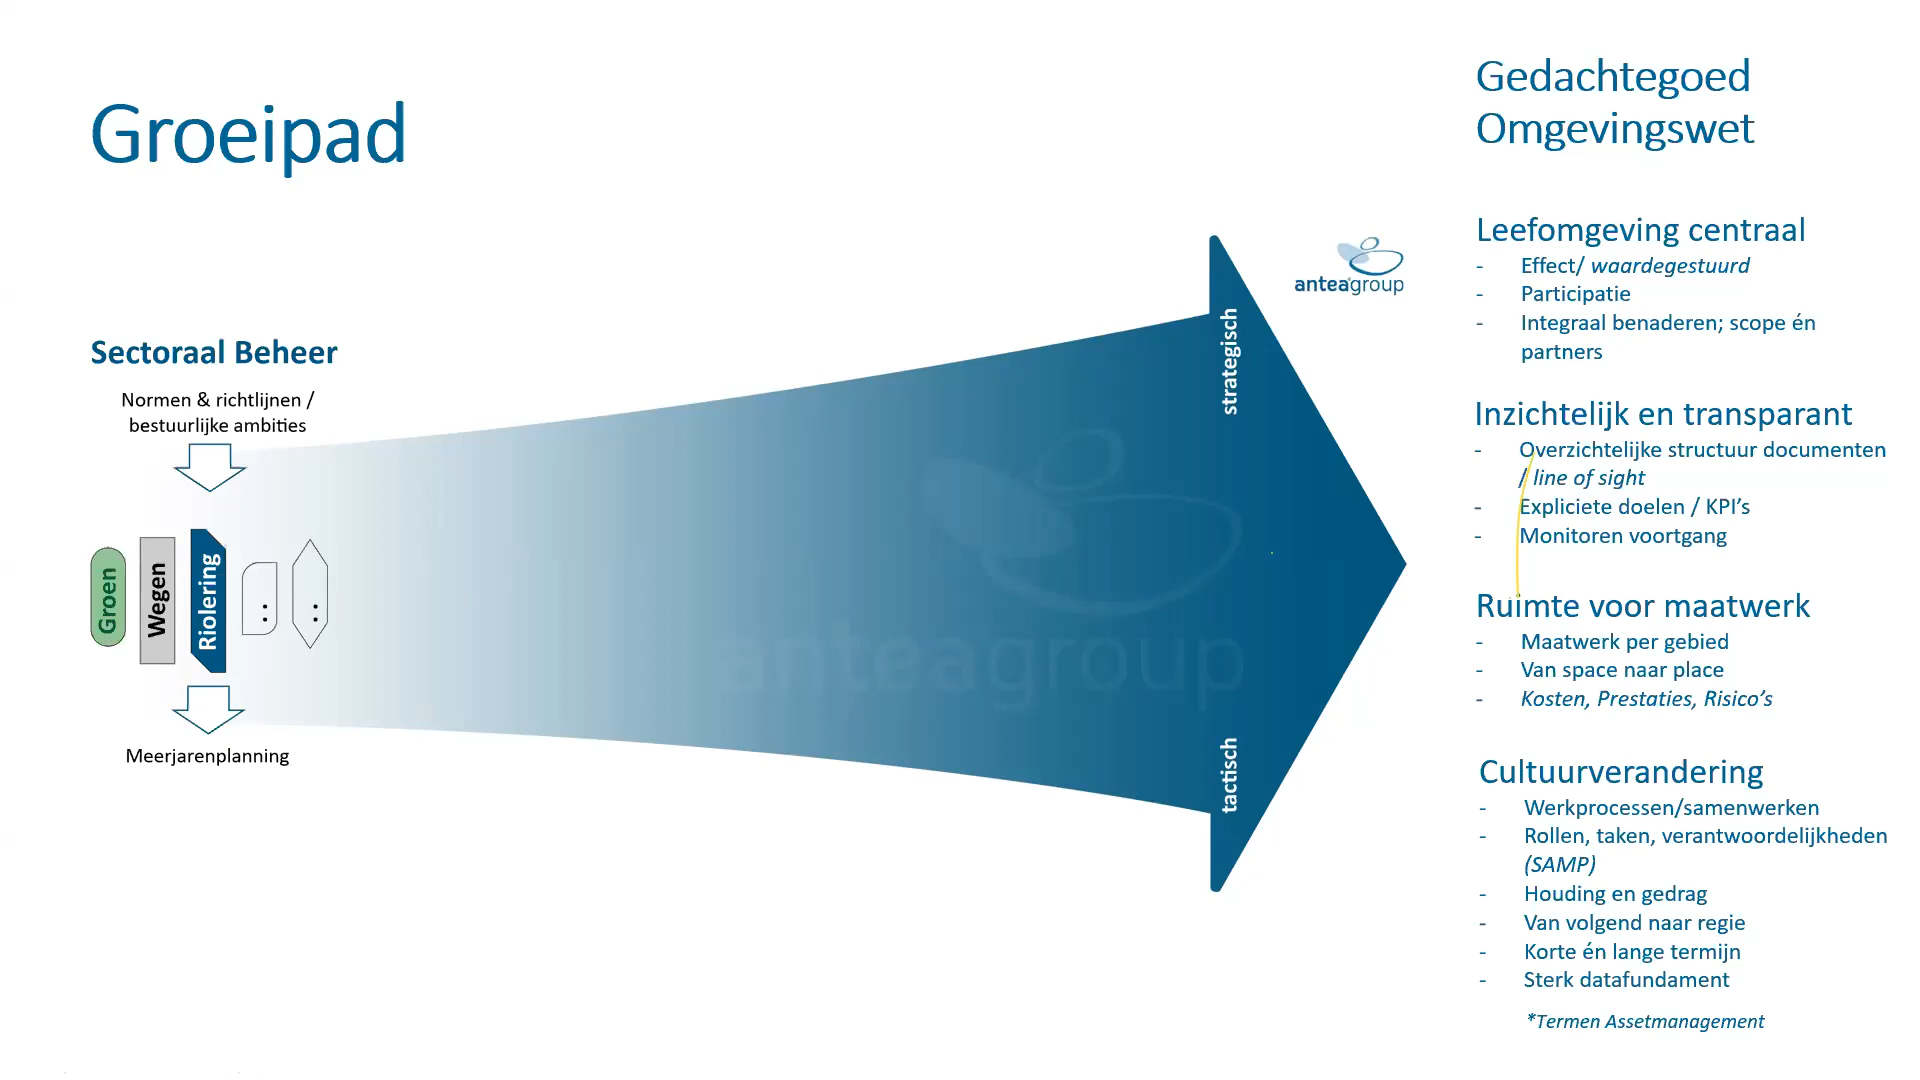 Groeipad
Gedachtegoed
Omgevingswet
anteagroup
Sectoraal Beheer
Normen & richtlijnen /
bestuurlijke ambities
Groen
Wegen
Riolering
:
:
Meerjarenplanning
strategisch
tactisch
anteagroup
Leefomgeving centraal
- Effect/ waardegestuurd
- Participatie
- Integraal benaderen; scope én
partners
Inzichtelijk en transparant
- Overzichtelijke structuur documenten
/ line of sight
- Expliciete doelen / KPI’s
- Monitoren voortgang
Ruimte voor maatwerk
- Maatwerk per gebied
- Van space naar place
- Kosten, Prestaties, Risico’s
Cultuurverandering
- Werkprocessen/samenwerken
- Rollen, taken, verantwoordelijkheden
(SAMP)
- Houding en gedrag
- Van volgend naar regie
- Korte én lange termijn
- Sterk datafundament
*Termen Assetmanagement